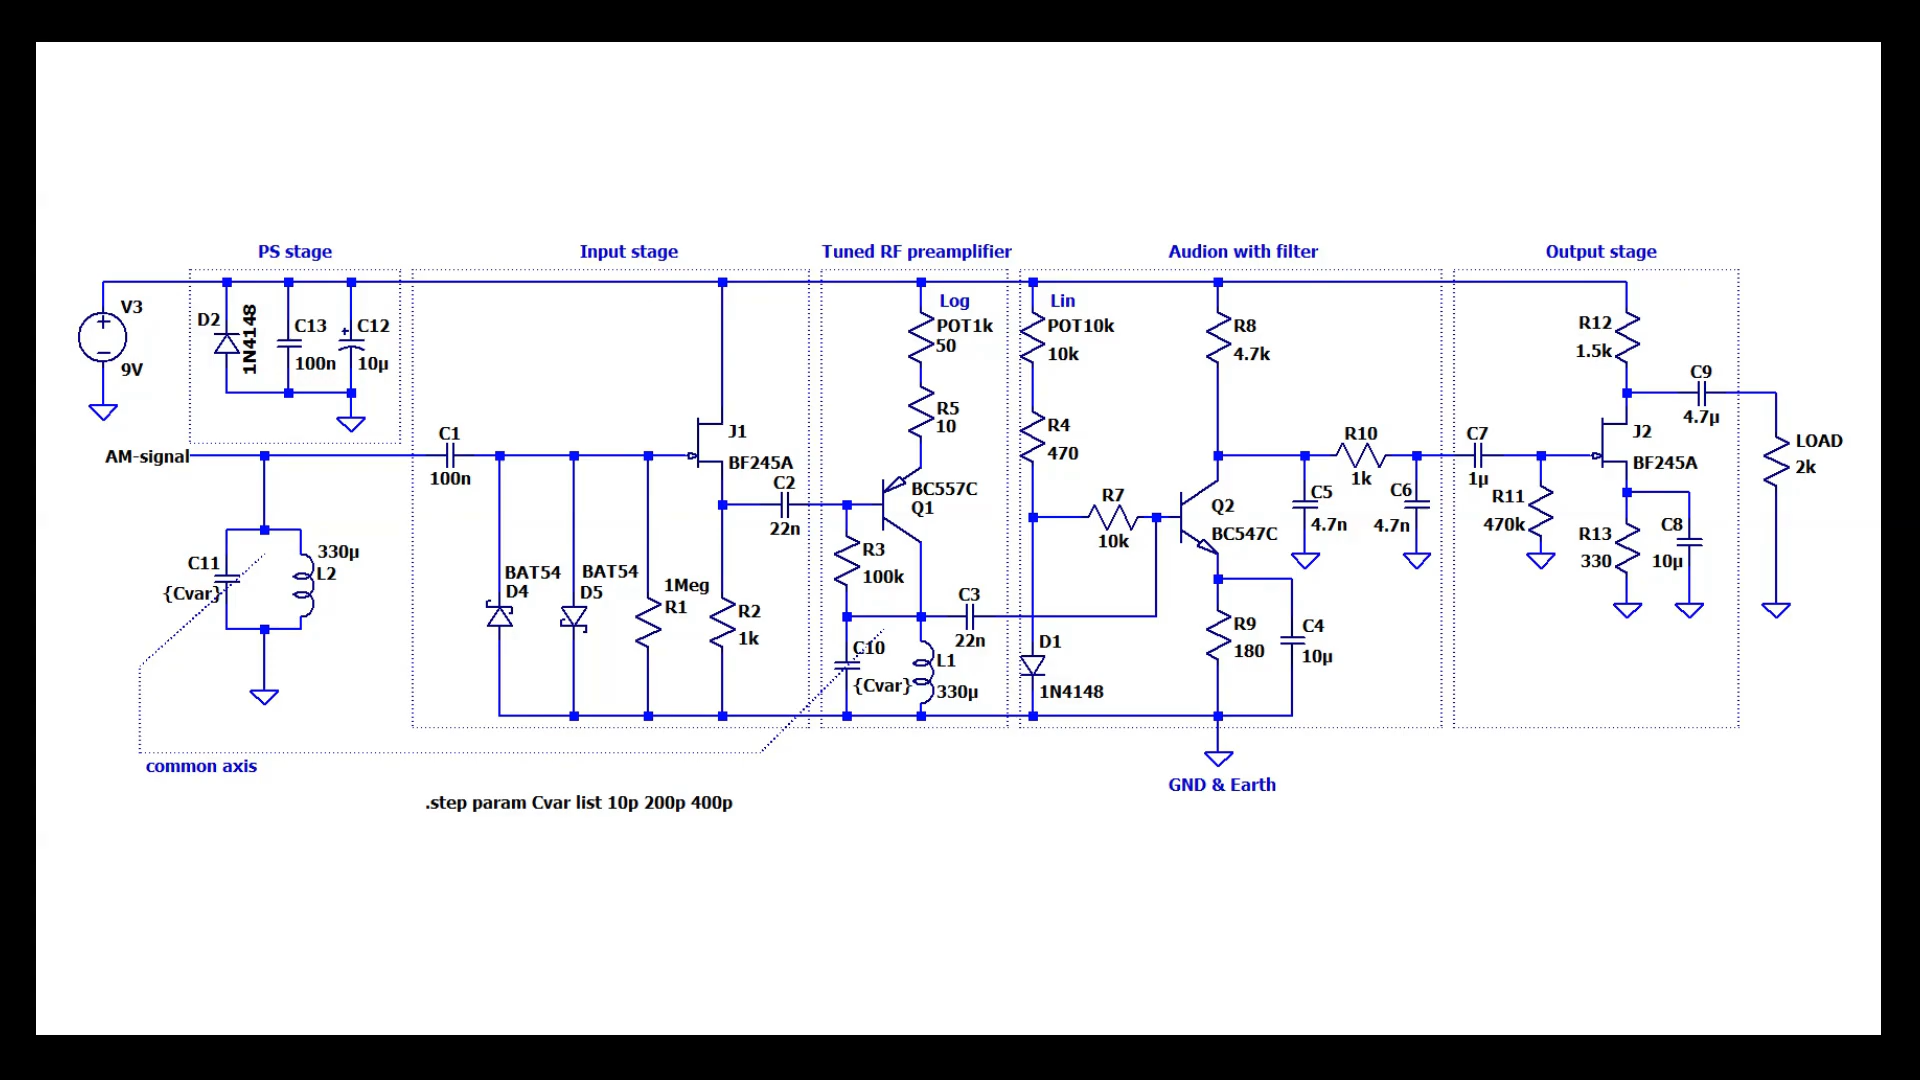 PS stage
Input stage
Tuned RF preamplifier
Audion with filter
Output stage
V3
9V
D2
1N4148
C13
100n
C12
10µ
Log
POT1k
50
R5
10
Lin
POT10k
10k
R4
470
R8
4.7k
R12
1.5k
C9
4.7µ
LOAD
2k
AM-signal
C1
100n
J1
BF245A
C2
22n
BC557C
Q1
R3
100k
R7
10k
Q2
BC547C
R10
1k
C5
4.7n
C6
4.7n
C7
1µ
R11
470k
J2
BF245A
R13
330
C8
10µ
C11
{Cvar}
330µ
L2
BAT54
D4
BAT54
D5
1Meg
R1
R2
1k
C3
22n
C10
{Cvar}
L1
330µ
D1
1N4148
R9
180
C4
10µ
common axis
GND & Earth
.step param Cvar list 10p 200p 400p